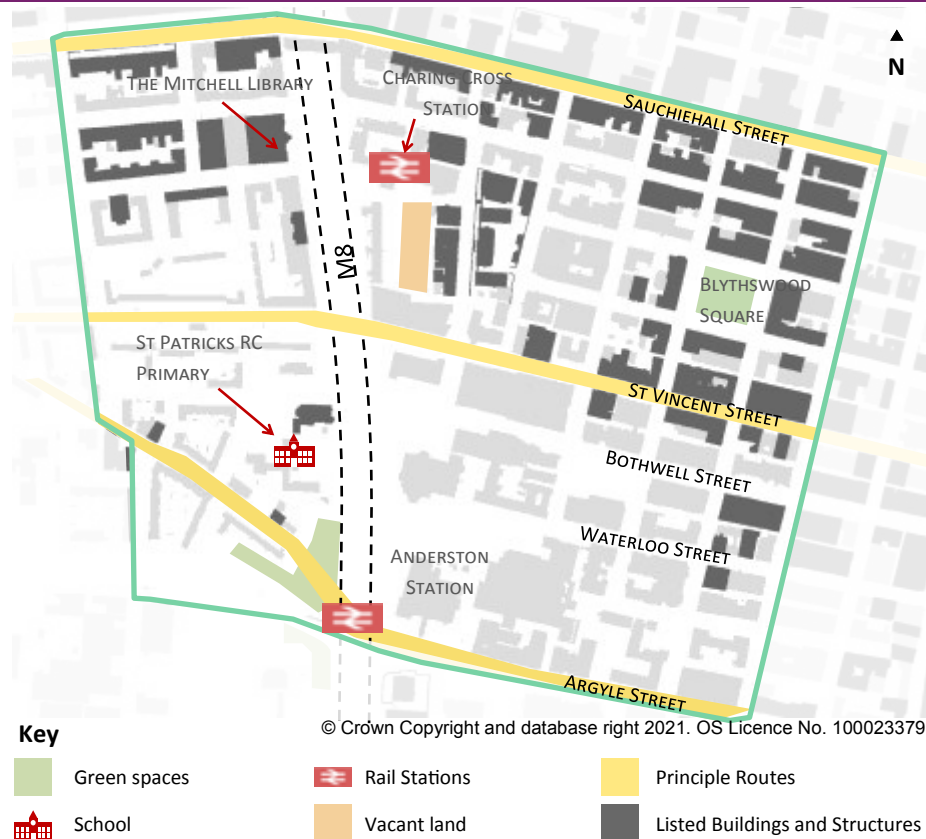 N
THE MITCHELL LIBRARY
CHARING CROSS
STATION
SAUCHIEHALL STREET
M8
BLYTHSWOOD
SQUARE
ST PATRICKS RC
PRIMARY
ST VINCENT STREET
BOTHWELL STREET
WATERLOO STREET
ANDERSTON
STATION
ARGYLE STREET
© Crown Copyright and database right 2021. OS Licence No. 100023379
Key
Green spaces
Rail Stations
Principle Routes
School
Vacant land
Listed Buildings and Structures